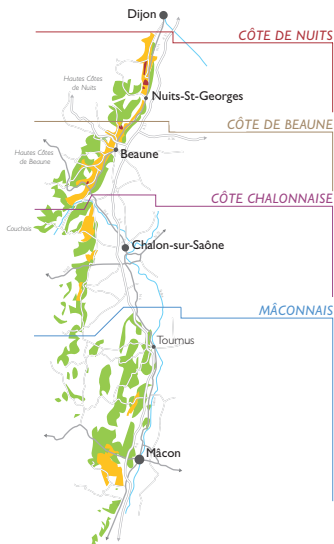 Dijon
CÔTE DE NUITS
Hautes Côtes
de Nuits
Nuits-St-Georges
CÔTE DE BEAUNE
Beaune
Hautes Côtes
de Beaune
CÔTE CHALONNAISE
Couchois
Chalon-sur-Saône
MÂCONNAIS
Tournus
Mâcon